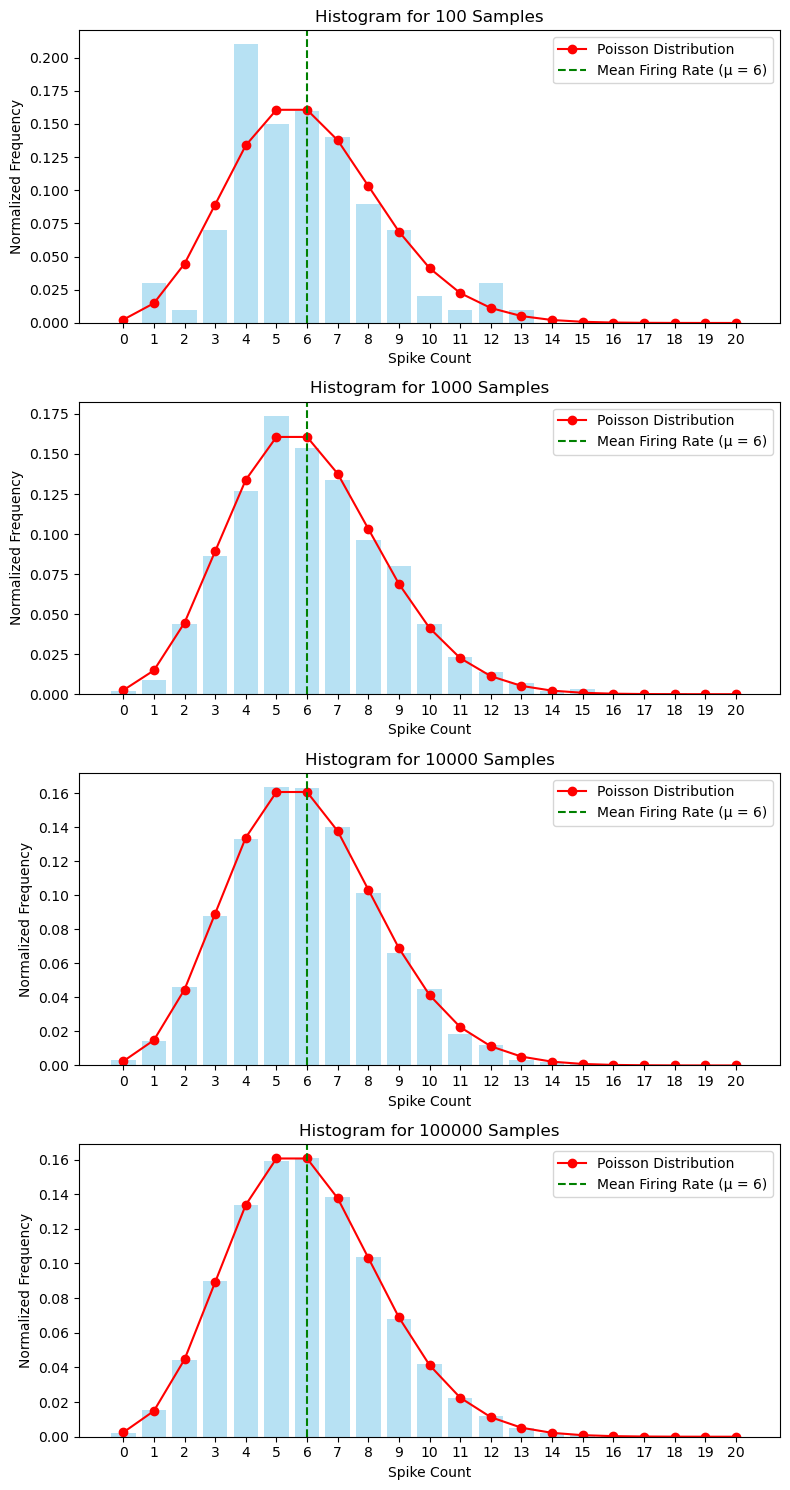 Histogram for 100 Samples
Poisson Distribution
Mean Firing Rate (μ = 6)
Normalized Frequency
0.200
0.175
0.150
0.125
0.100
0.075
0.050
0.025
0.000
0 1 2 3 4 5 6 7 8 9 10 11 12 13 14 15 16 17 18 19 20
Spike Count
Histogram for 1000 Samples
Poisson Distribution
Mean Firing Rate (μ = 6)
Normalized Frequency
0.175
0.150
0.125
0.100
0.075
0.050
0.025
0.000
0 1 2 3 4 5 6 7 8 9 10 11 12 13 14 15 16 17 18 19 20
Spike Count
Histogram for 10000 Samples
Poisson Distribution
Mean Firing Rate (μ = 6)
Normalized Frequency
0.16
0.14
0.12
0.10
0.08
0.06
0.04
0.02
0.00
0 1 2 3 4 5 6 7 8 9 10 11 12 13 14 15 16 17 18 19 20
Spike Count
Histogram for 100000 Samples
Poisson Distribution
Mean Firing Rate (μ = 6)
Normalized Frequency
0.16
0.14
0.12
0.10
0.08
0.06
0.04
0.02
0.00
0 1 2 3 4 5 6 7 8 9 10 11 12 13 14 15 16 17 18 19 20
Spike Count